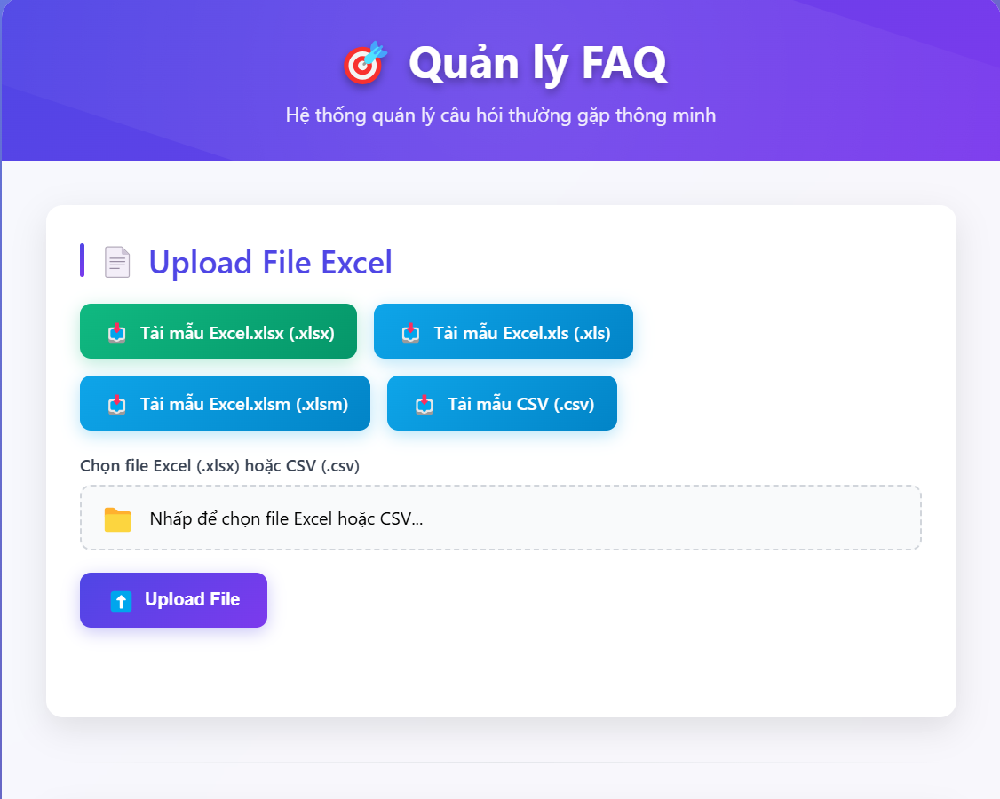 Quản lý FAQ
Hệ thống quản lý câu hỏi thường gặp thông minh
Upload File Excel
Tải mẫu Excel.xlsx (.xlsx)
Tải mẫu Excel.xls (.xls)
Tải mẫu Excel.xlsm (.xlsm)
Tải mẫu CSV (.csv)
Chọn file Excel (.xlsx) hoặc CSV (.csv)
Nhấp để chọn file Excel hoặc CSV...
Upload File